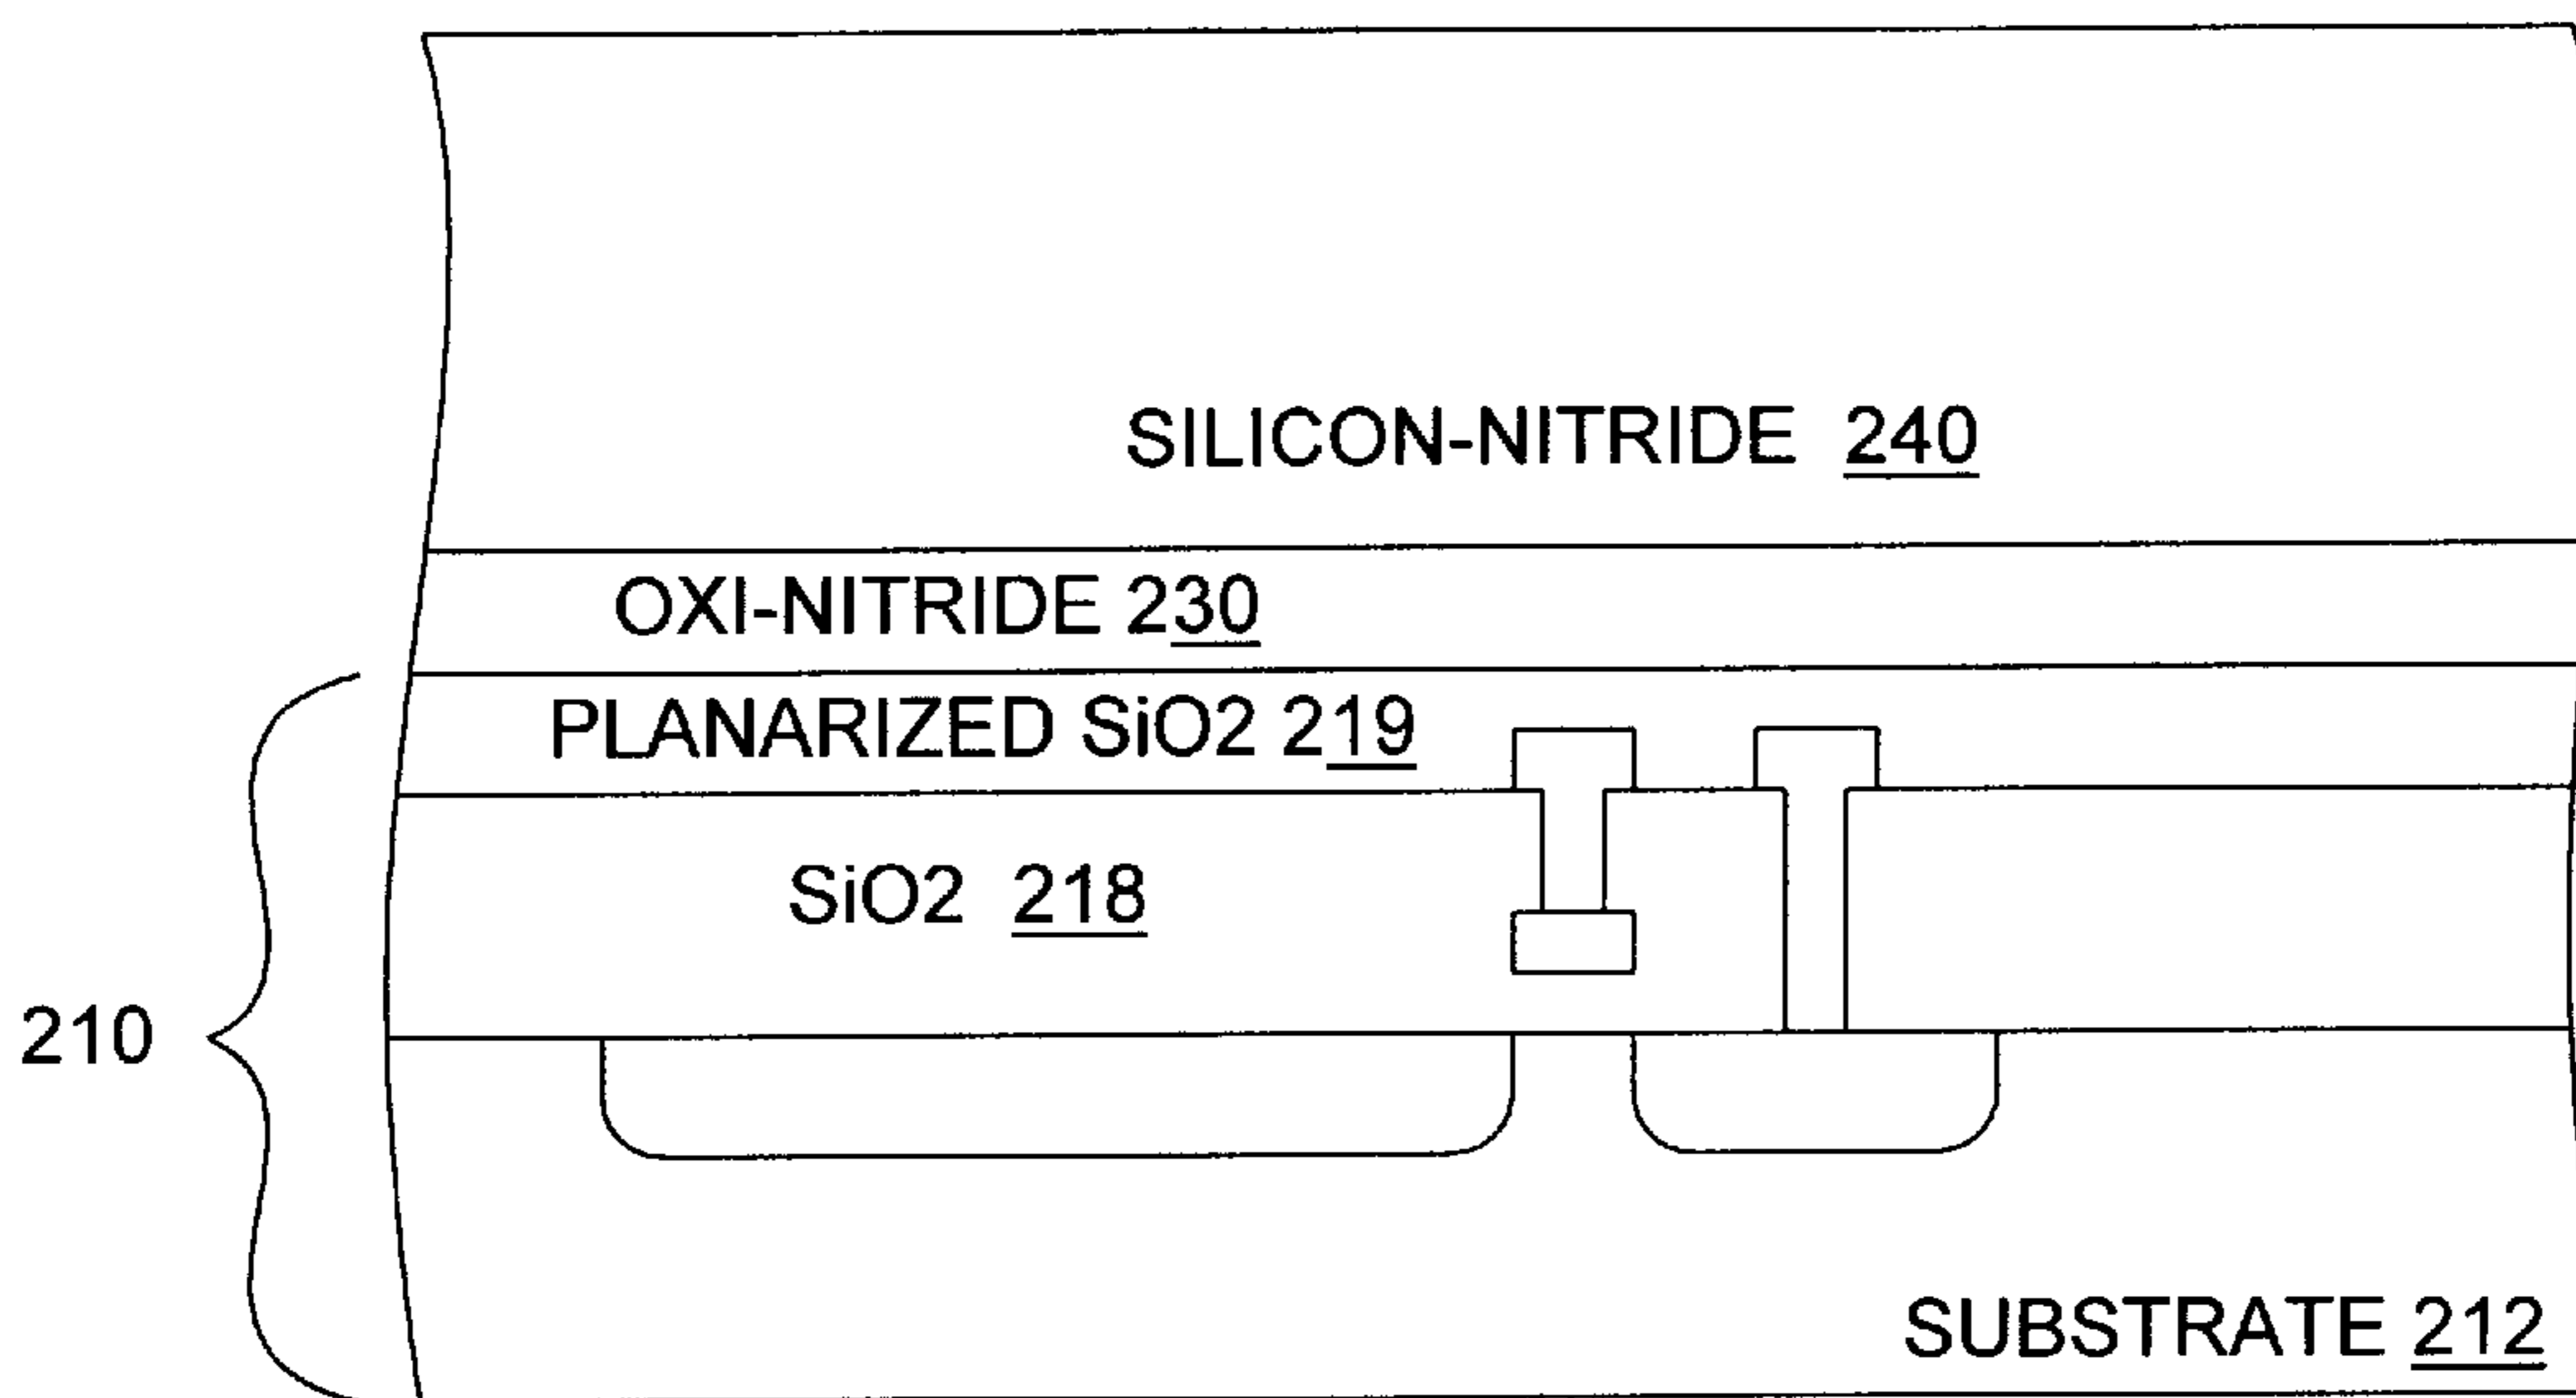 SILICON-NITRIDE 240
OXI-NITRIDE 230
PLANARIZED SiO2 219
SiO2 218
210
SUBSTRATE 212